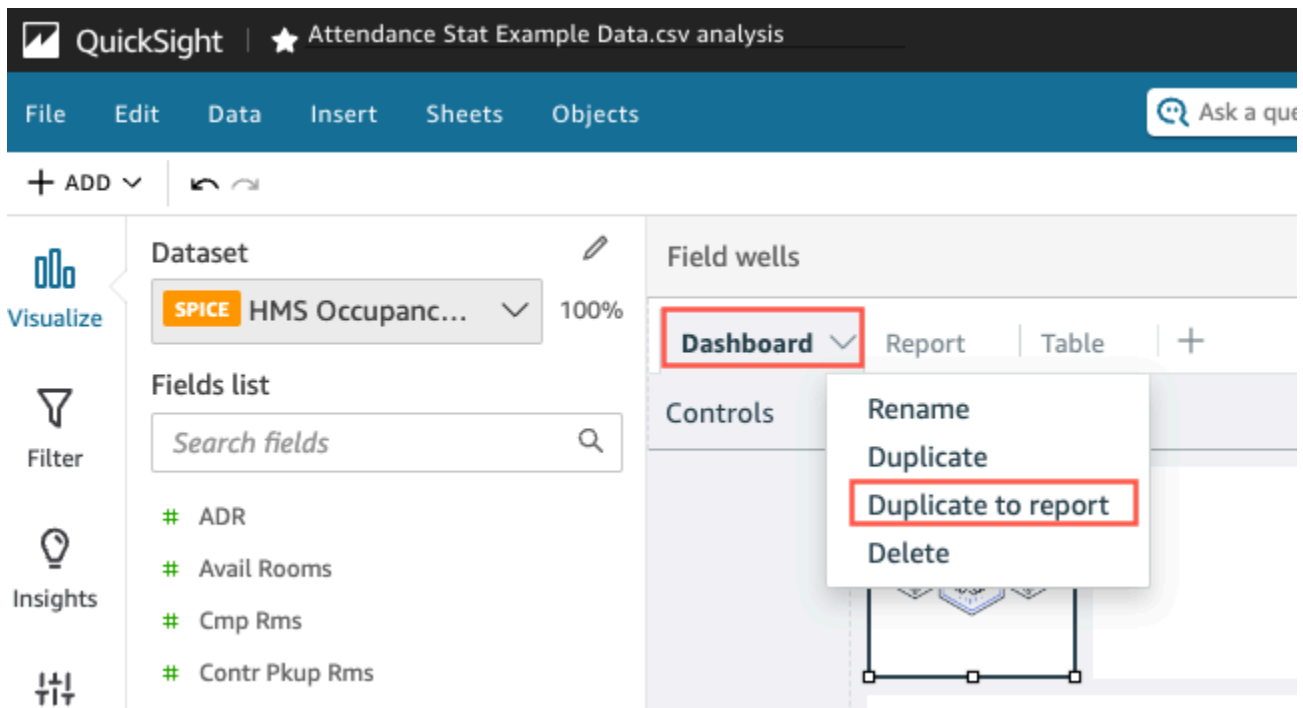 QuickSight Attendance Stat Example Data.csv analysis
File Edit Data Insert Sheets Objects Ask a que
+ ADD
Visualize
Filter
Insights
Dataset
SPICE HMS Occupanc... 100%
Fields list
Search fields
# ADR
# Avail Rooms
# Cmp Rms
# Contr Pkup Rms
Field wells
Dashboard Report Table +
Controls
Rename
Duplicate
Duplicate to report
Delete